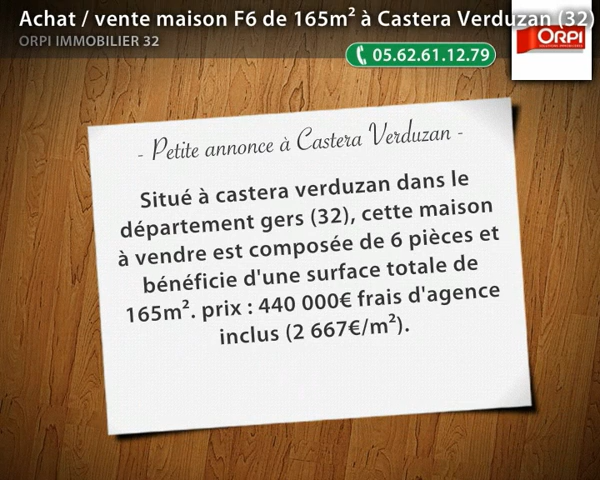 Achat / vente maison F6 de 165m² à Castera Verduzan (32)
ORPI IMMOBILIER 32
05.62.61.12.79
ORPI
- Petite annonce à Castera Verduzan -
Situé à castera verduzan dans le
département gers (32), cette maison
à vendre est composée de 6 pièces et
bénéficie d'une surface totale de
165m². prix : 440 000€ frais d'agence
inclus (2 667€/m²).